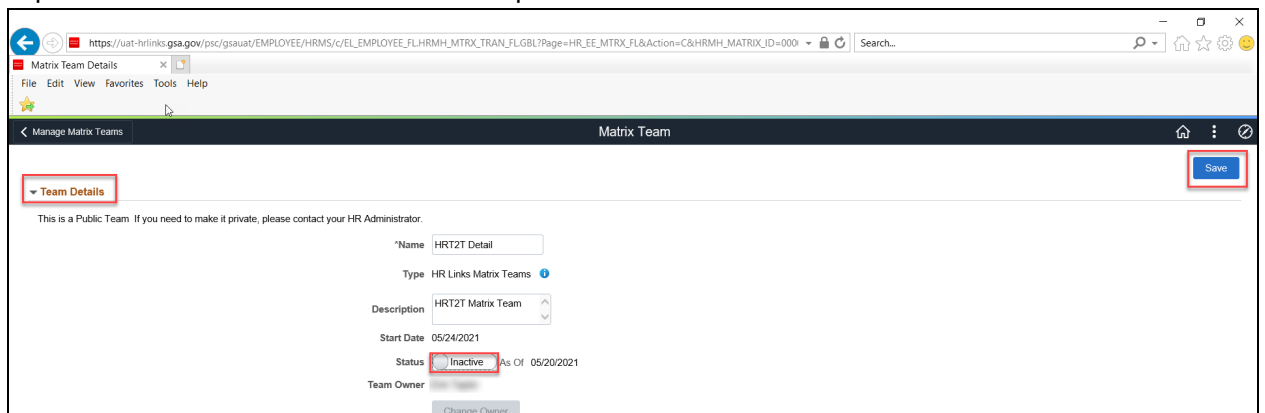 https://uat-hrlinks.gsa.gov/psc/gsauat/EMPLOYEE/HRMS/c/EL_EMPLOYEE_FL.HRMH_MTRX_TRAN_FL.GBL?Page=HR_EE_MTRX_FL&Action=C&HRMH_MATRIX_ID=000 Search...
Matrix Team Details
File Edit View Favorites Tools Help
Manage Matrix Teams Matrix Team
Save
Team Details
This is a Public Team If you need to make it private, please contact your HR Administrator.
*Name HRT2T Detail
Type HR Links Matrix Teams
Description HRT2T Matrix Team
Start Date 05/24/2021
Status Inactive As Of 05/20/2021
Team Owner
Change Owner